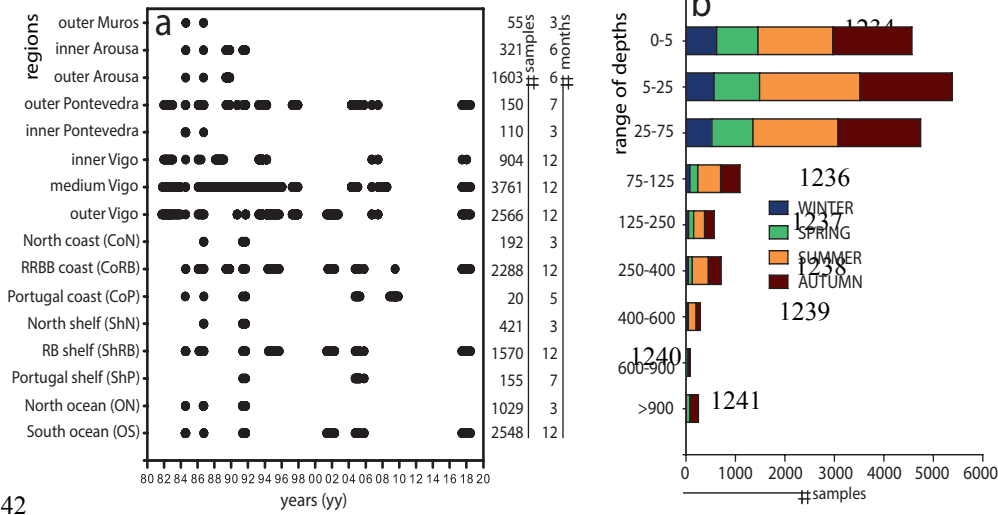 a
regions
# samples
# months
outer Muros 55 3
inner Arousa 321 6
outer Arousa 1603 6
outer Pontevedra 150 7
inner Pontevedra 110 3
inner Vigo 904 12
medium Vigo 3761 12
outer Vigo 2566 12
North coast (CoN) 192 3
RRBB coast (CoRB) 2288 12
Portugal coast (CoP) 20 5
North shelf (ShN) 421 3
RB shelf (ShRB) 1570 12
Portugal shelf (ShP) 155 7
North ocean (ON) 1029 3
South ocean (OS) 2548 12
80 82 84 86 88 90 92 94 96 98 00 02 04 06 08 10 12 14 16 18 20
years (yy)
42
b
range of depths
1234
0-5
5-25
25-75
75-125
1236
125-250
1237
250-400
1238
400-600
1239
600-900
1240
>900
1241
WINTER
SPRING
SUMMER
AUTUMN
0 1000 2000 3000 4000 5000 6000
# samples